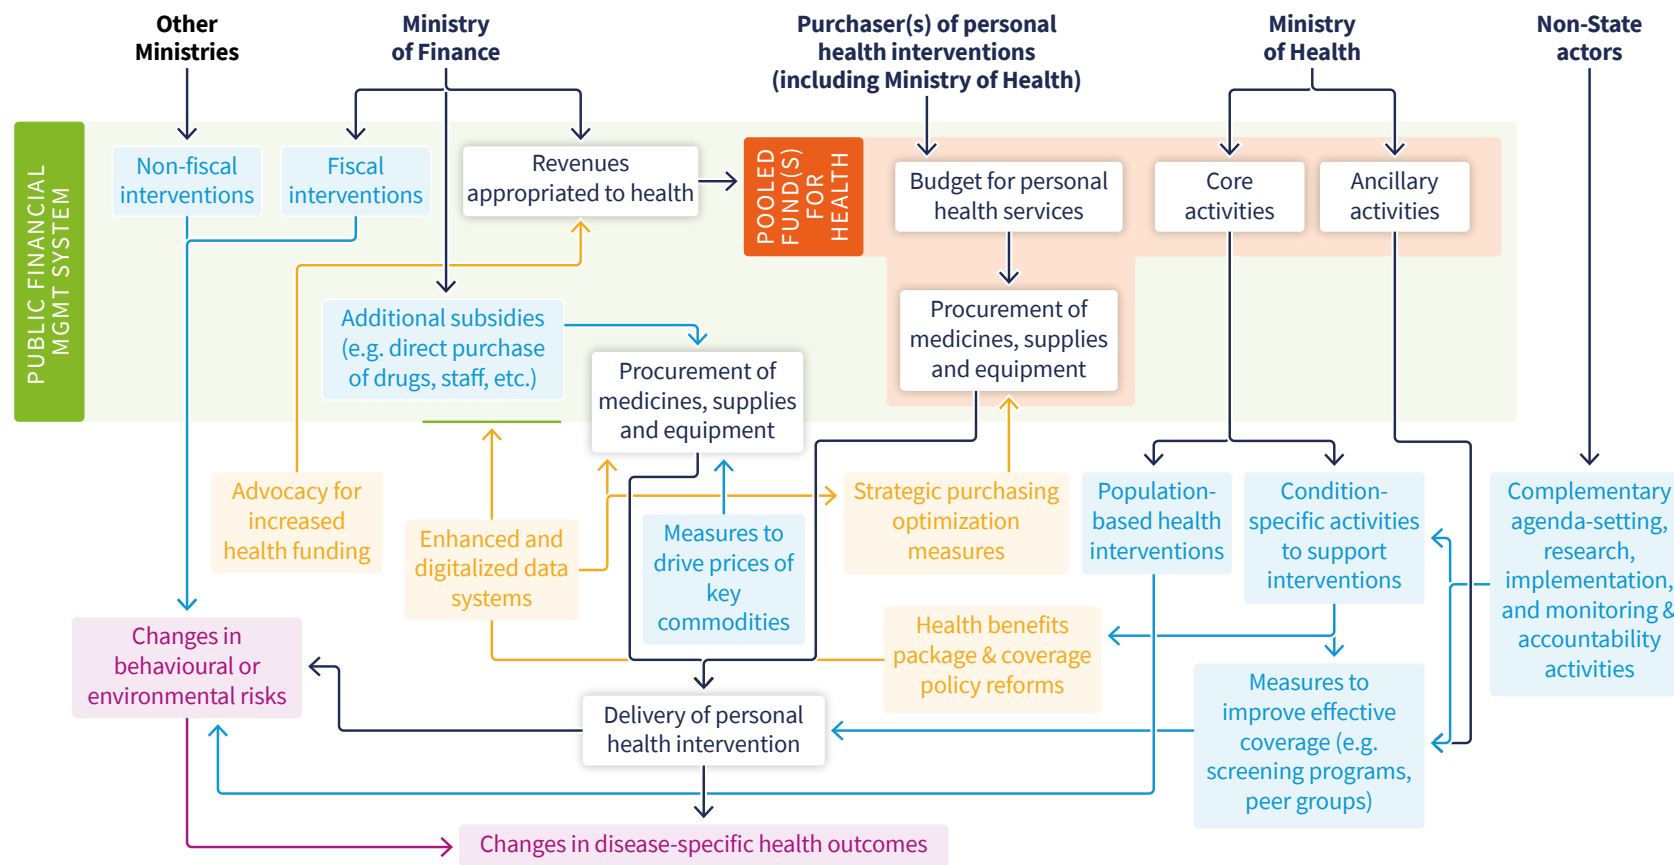 Other
Ministries
Ministry
of Finance
Purchaser(s) of personal
health interventions
(including Ministry of Health)
Ministry
of Health
Non-State
actors
PUBLIC FINANCIAL
MGMT SYSTEM
Non-fiscal
interventions
Fiscal
interventions
Revenues
appropriated to health
POOLED
FUND(S)
FOR
HEALTH
Budget for personal
health services
Core
activities
Ancillary
activities
Additional subsidies
(e.g. direct purchase
of drugs, staff, etc.)
Procurement of
medicines, supplies
and equipment
Procurement of
medicines, supplies
and equipment
Advocacy for
increased
health funding
Enhanced and
digitalized data
systems
Measures to
drive prices of
key
commodities
Strategic purchasing
optimization
measures
Population-
based health
interventions
Condition-
specific activities
to support
interventions
Complementary
agenda-setting,
research,
implementation,
and monitoring &
accountability
activities
Changes in
behavioural or
environmental risks
Health benefits
package & coverage
policy reforms
Delivery of personal
health intervention
Measures to
improve effective
coverage (e.g.
screening programs,
peer groups)
Changes in disease-specific health outcomes